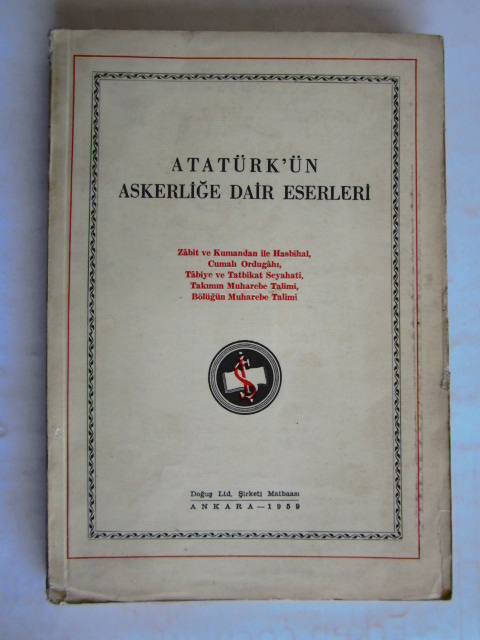 ATATÜRK'ÜN
ASKERLİĞE DAİR ESERLERİ
Zâbit ve Kumandan ile Hasbihal,
Cumalı Ordugâhı,
Tâbiye ve Tatbikat Seyahati,
Takımın Muharebe Talimi,
Bölüğün Muharebe Talimi
Doğuş Ltd. Şirketi Matbaası
ANKARA—1959